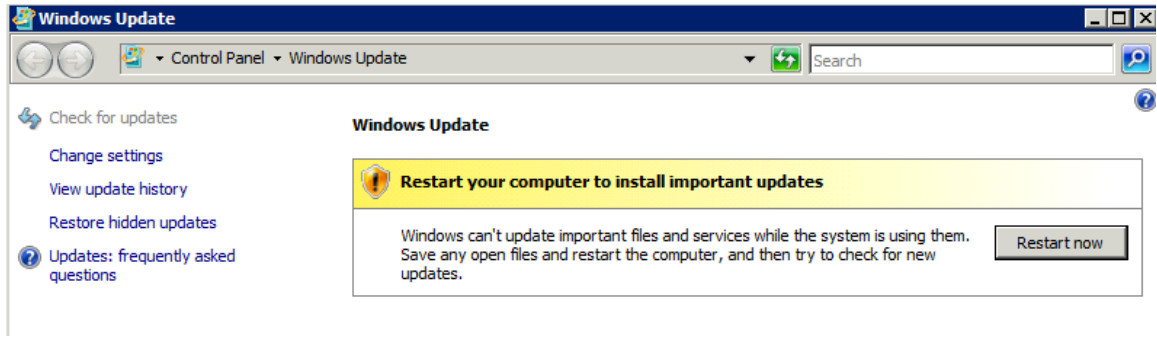 Windows Update
Control Panel Windows Update
Search
Check for updates
Change settings
View update history
Restore hidden updates
Updates: frequently asked
questions
Windows Update
Restart your computer to install important updates
Windows can't update important files and services while the system is using them.
Save any open files and restart the computer, and then try to check for new
updates.
Restart now